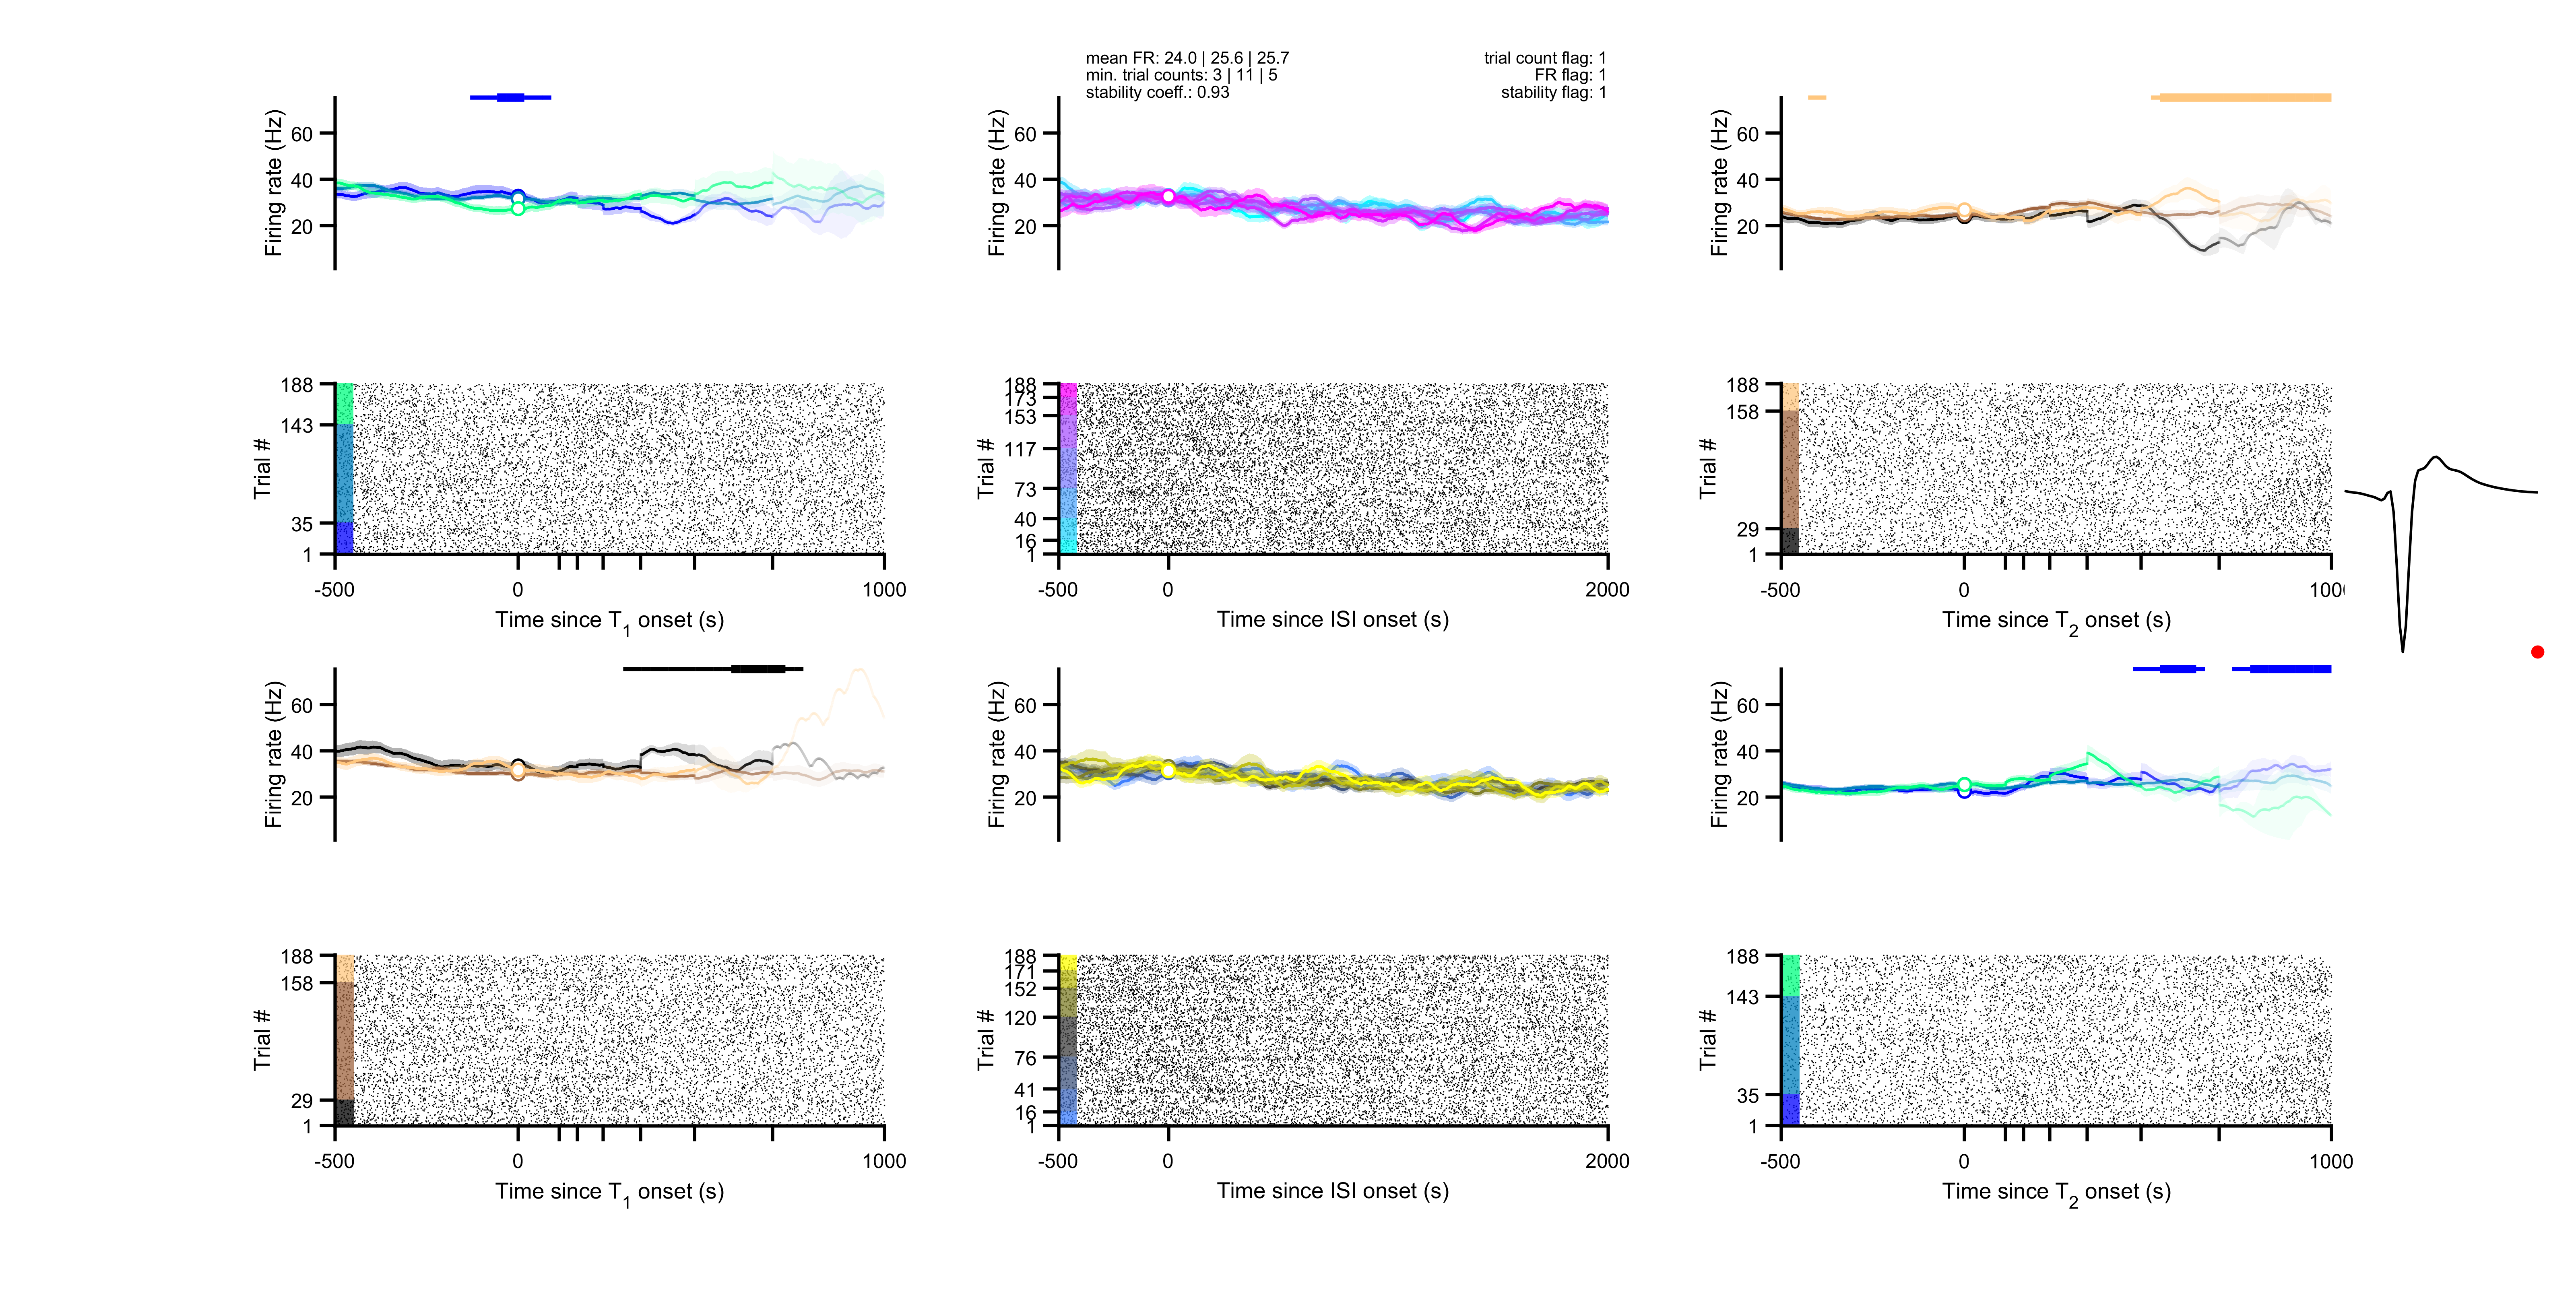 mean FR: 24.0 | 25.6 | 25.7
min. trial counts: 3 | 11 | 5
stability coeff.: 0.93
trial count flag: 1
FR flag: 1
stability flag: 1
Firing rate (Hz)
60
40
20
Firing rate (Hz)
60
40
20
Firing rate (Hz)
60
40
20
Trial #
188
143
35
1
-500
0
1000
Time since T1 onset (s)
Trial #
188
173
153
117
73
40
16
1
-500
0
2000
Time since ISI onset (s)
Trial #
188
158
29
1
-500
0
Time since T2 onset (s)
Firing rate (Hz)
60
40
20
Firing rate (Hz)
60
40
20
Firing rate (Hz)
60
40
20
Trial #
188
158
29
1
-500
0
1000
Time since T1 onset (s)
Trial #
188
171
152
120
76
41
16
1
-500
0
2000
Time since ISI onset (s)
Trial #
188
143
35
1
-500
0
1000
Time since T2 onset (s)